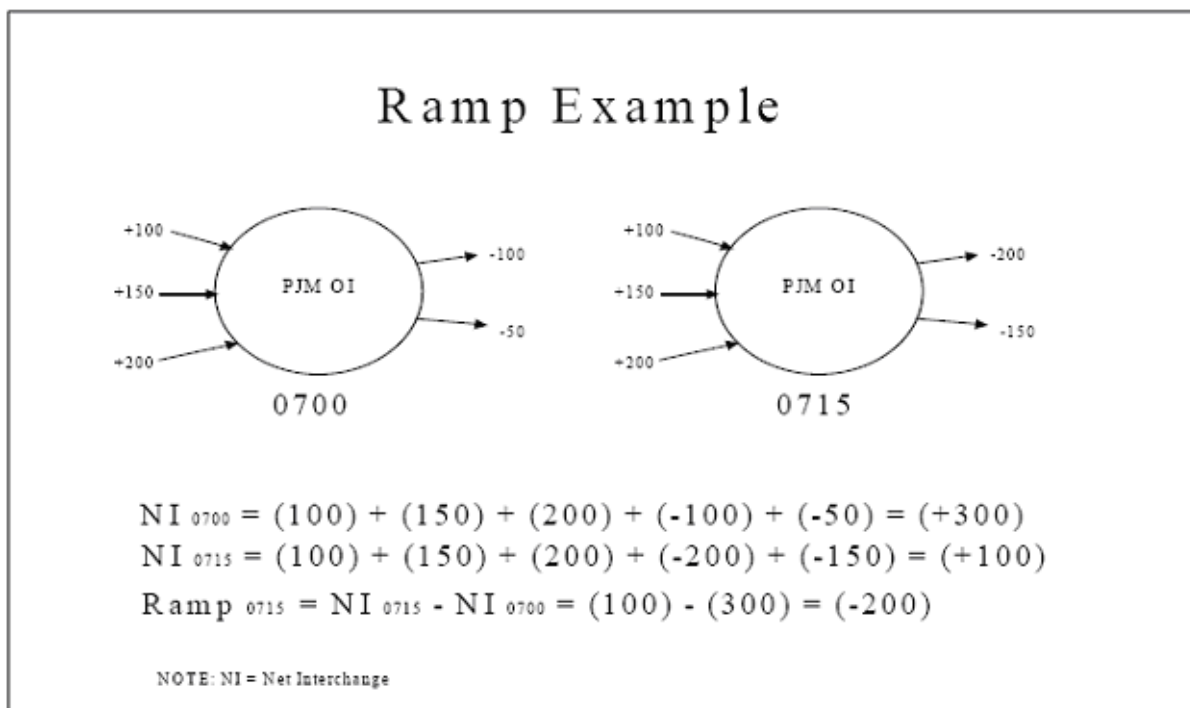 Ramp Example
+100
+150
+200
PJM OI
-100
-50
0700
+100
+150
+200
PJM OI
-200
-150
0715
NI 0700 = (100) + (150) + (200) + (-100) + (-50) = (+300)
NI 0715 = (100) + (150) + (200) + (-200) + (-150) = (+100)
Ramp 0715 = NI 0715 - NI 0700 = (100) - (300) = (-200)
NOTE: NI = Net Interchange